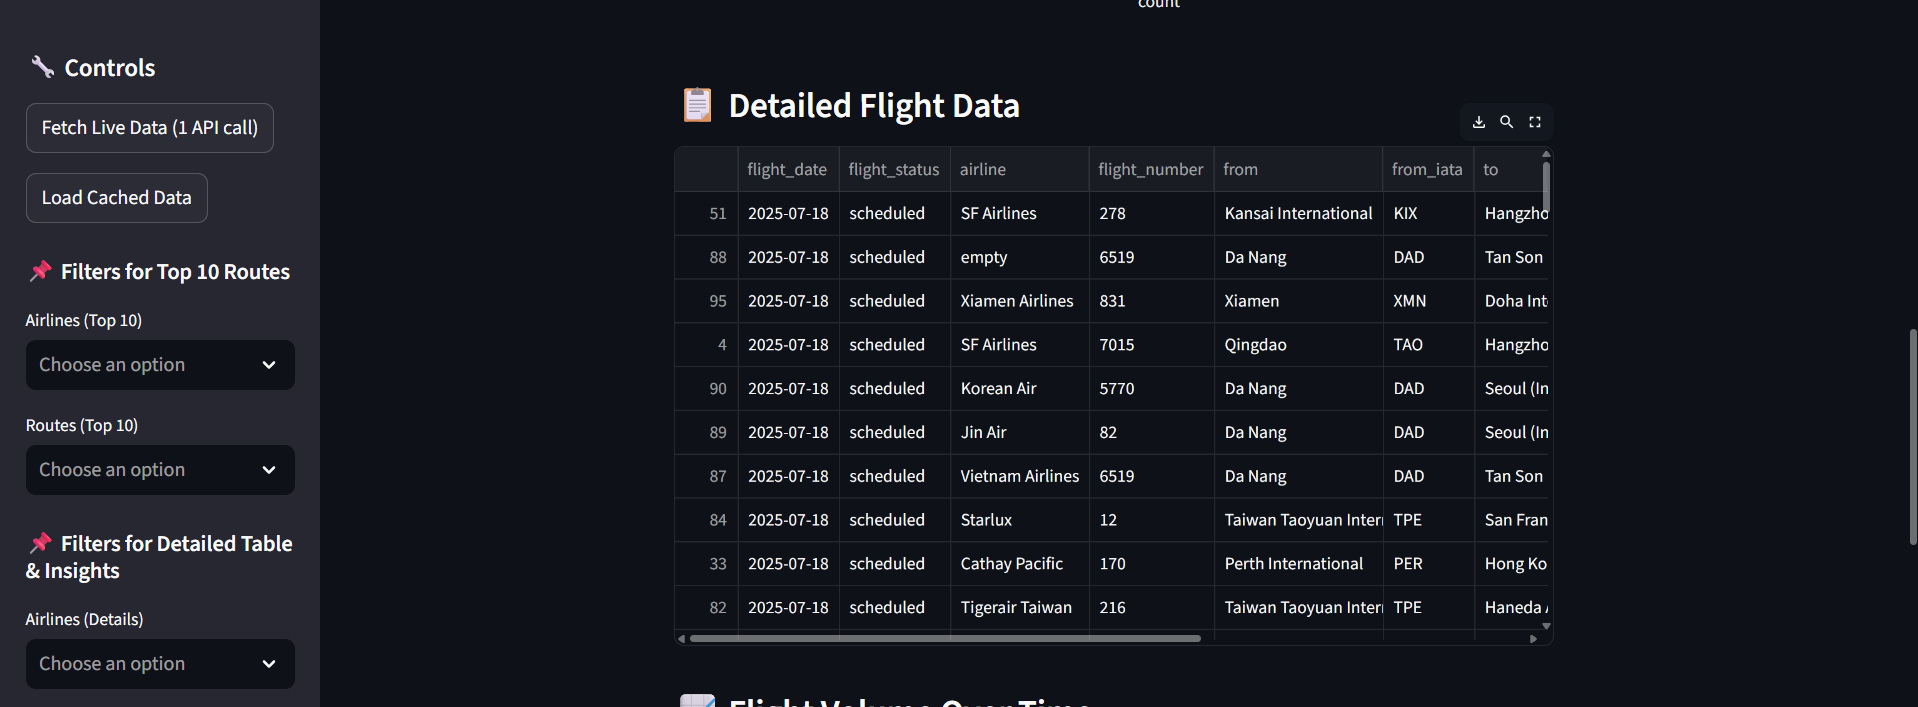 count
Controls
Fetch Live Data (1 API call)
Load Cached Data
Filters for Top 10 Routes
Airlines (Top 10)
Choose an option
Routes (Top 10)
Choose an option
Filters for Detailed Table
& Insights
Airlines (Details)
Choose an option
Detailed Flight Data
flight_date flight_status airline flight_number from from_iata to
51 2025-07-18 scheduled SF Airlines 278 Kansai International KIX Hangzho
88 2025-07-18 scheduled empty 6519 Da Nang DAD Tan Son
95 2025-07-18 scheduled Xiamen Airlines 831 Xiamen XMN Doha Int
4 2025-07-18 scheduled SF Airlines 7015 Qingdao TAO Hangzho
90 2025-07-18 scheduled Korean Air 5770 Da Nang DAD Seoul (In
89 2025-07-18 scheduled Jin Air 82 Da Nang DAD Seoul (In
87 2025-07-18 scheduled Vietnam Airlines 6519 Da Nang DAD Tan Son
84 2025-07-18 scheduled Starlux 12 Taiwan Taoyuan Inter TPE San Fran
33 2025-07-18 scheduled Cathay Pacific 170 Perth International PER Hong Ko
82 2025-07-18 scheduled Tigerair Taiwan 216 Taiwan Taoyuan Inter TPE Haneda
Flight Volume Over Time